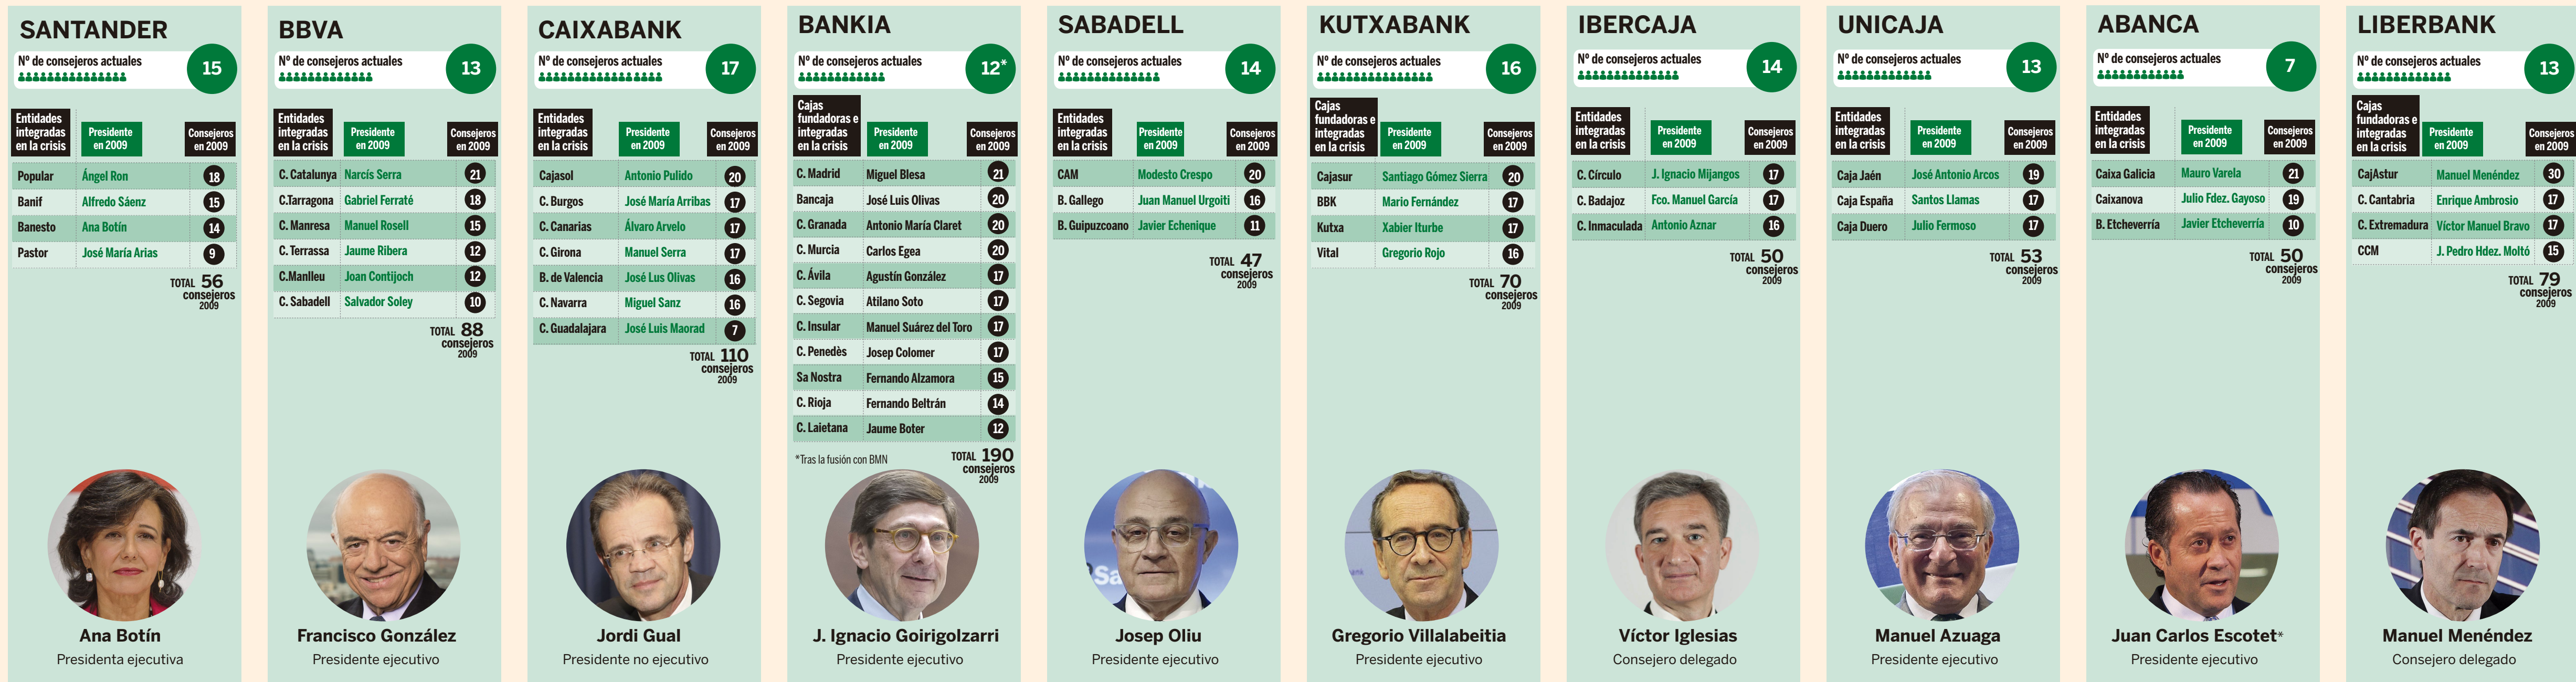 SANTANDER
Nº de consejeros actuales
15
Entidades
integradas
en la crisis
Presidente
en 2009
Consejeros
en 2009
Popular Ángel Ron 18
Banif Alfredo Sáenz 15
Banesto Ana Botín 14
Pastor José María Arias 9
TOTAL 56
consejeros
2009
Ana Botín
Presidenta ejecutiva
BBVA
Nº de consejeros actuales
13
Entidades
integradas
en la crisis
Presidente
en 2009
Consejeros
en 2009
C. Catalunya Narcís Serra 21
C.Tarragona Gabriel Ferraté 18
C. Manresa Manuel Rosell 15
C. Terrassa Jaume Ribera 12
C.Manlleu Joan Contijoch 12
C. Sabadell Salvador Soley 10
TOTAL 88
consejeros
2009
Francisco González
Presidente ejecutivo
CAIXABANK
Nº de consejeros actuales
17
Entidades
integradas
en la crisis
Presidente
en 2009
Consejeros
en 2009
Cajasol Antonio Pulido 20
C. Burgos José María Arribas 17
C. Canarias Álvaro Arvelo 17
C. Girona Manuel Serra 17
B. de Valencia José Lus Olivas 16
C. Navarra Miguel Sanz 16
C. Guadalajara José Luis Maorad 7
TOTAL 110
consejeros
2009
Jordi Gual
Presidente no ejecutivo
BANKIA
Nº de consejeros actuales
12*
Cajas
fundadoras e
integradas
en la crisis
Presidente
en 2009
Consejeros
en 2009
C. Madrid Miguel Blesa 21
Bancaja José Luis Olivas 20
C. Granada Antonio María Claret 20
C. Murcia Carlos Egea 20
C. Ávila Agustín González 17
C. Segovia Atilano Soto 17
C. Insular Manuel Suárez del Toro 17
C. Penedès Josep Colomer 17
Sa Nostra Fernando Alzamora 15
C. Rioja Fernando Beltrán 14
C. Laietana Jaume Boter 12
*Tras la fusión con BMN
TOTAL 190
consejeros
2009
J. Ignacio Goirigolzarri
Presidente ejecutivo
SABADELL
Nº de consejeros actuales
14
Entidades
integradas
en la crisis
Presidente
en 2009
Consejeros
en 2009
CAM Modesto Crespo 20
B. Gallego Juan Manuel Urgoiti 16
B. Guipuzcoano Javier Echenique 11
TOTAL 47
consejeros
2009
Sa
Josep Oliu
Presidente ejecutivo
KUTXABANK
Nº de consejeros actuales
16
Cajas
fundadoras e
integradas
en la crisis
Presidente
en 2009
Consejeros
en 2009
Cajasur Santiago Gómez Sierra 20
BBK Mario Fernández 17
Kutxa Xabier Iturbe 17
Vital Gregorio Rojo 16
TOTAL 70
consejeros
2009
Gregorio Villalabeitia
Presidente ejecutivo
IBERCAJA
Nº de consejeros actuales
14
Entidades
integradas
en la crisis
Presidente
en 2009
Consejeros
en 2009
C. Círculo J. Ignacio Mijangos 17
C. Badajoz Fco. Manuel García 17
C. Inmaculada Antonio Aznar 16
TOTAL 50
consejeros
2009
Víctor Iglesias
Consejero delegado
UNICAJA
Nº de consejeros actuales
13
Entidades
integradas
en la crisis
Presidente
en 2009
Consejeros
en 2009
Caja Jaén José Antonio Arcos 19
Caja España Santos Llamas 17
Caja Duero Julio Fermoso 17
TOTAL 53
consejeros
2009
Manuel Azuaga
Presidente ejecutivo
ABANCA
Nº de consejeros actuales
7
Entidades
integradas
en la crisis
Presidente
en 2009
Consejeros
en 2009
Caixa Galicia Mauro Varela 21
Caixanova Julio Fdez. Gayoso 19
B. Etcheverría Javier Etcheverría 10
TOTAL 50
consejeros
2009
Juan Carlos Escotet*
Presidente ejecutivo
LIBERBANK
Nº de consejeros actuales
13
Cajas
fundadoras e
integradas
en la crisis
Presidente
en 2009
Consejeros
en 2009
CajAstur Manuel Menéndez 30
C. Cantabria Enrique Ambrosio 17
C. Extremadura Víctor Manuel Bravo 17
CCM J. Pedro Hdez. Moltó 15
TOTAL 79
consejeros
2009
Manuel Menéndez
Consejero delegado